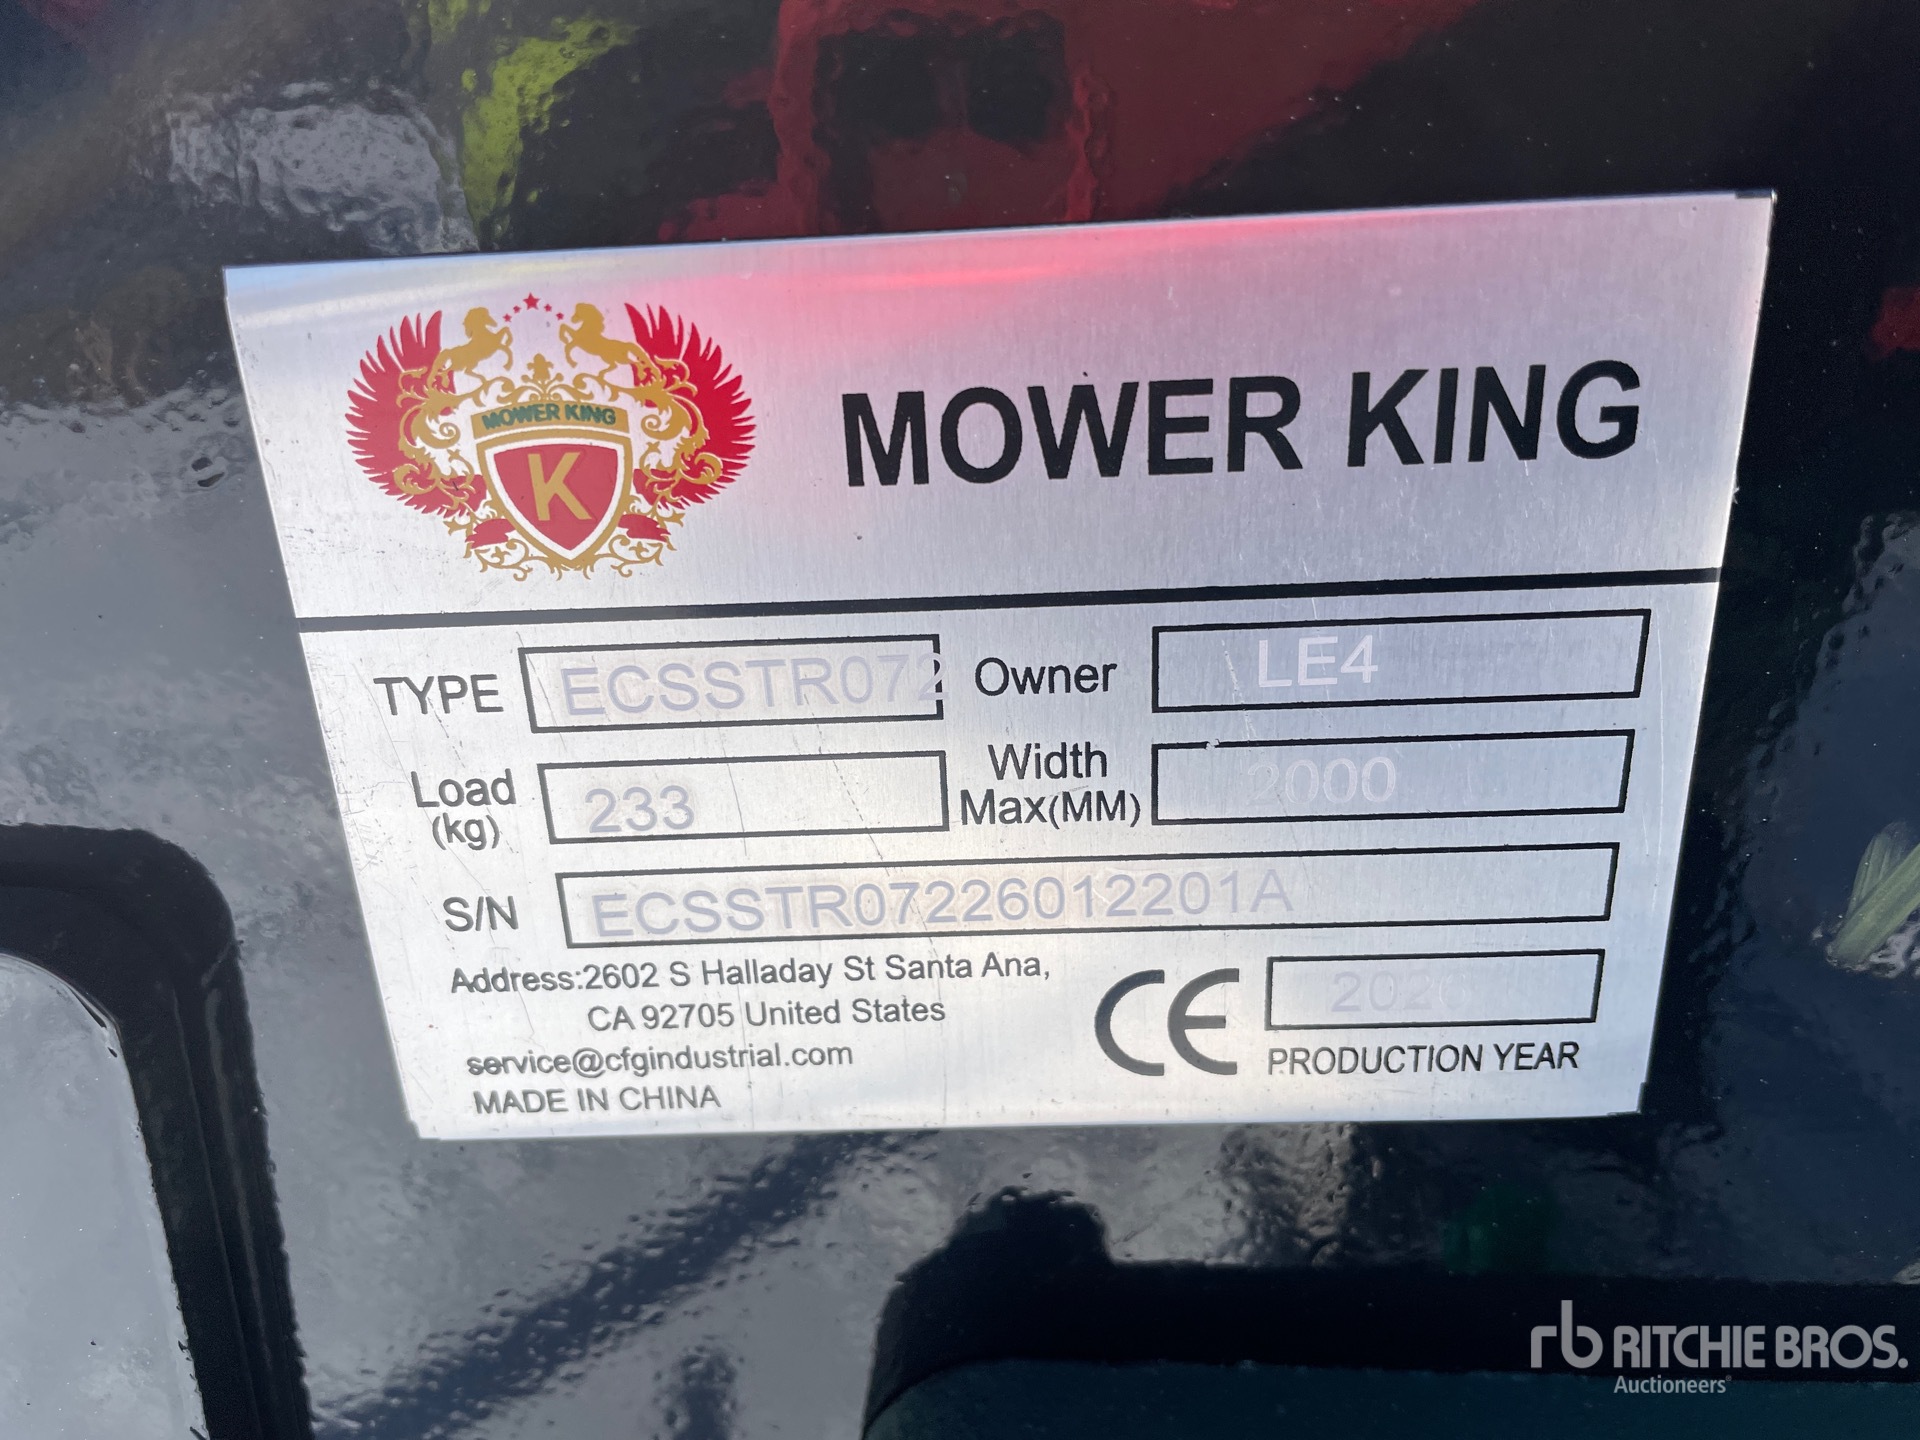 MOWER KING
K
MOWER KING
TYPE ECSSTR072
Owner LE4
Load (kg) 233
Width Max(MM) 2000
S/N ECSSTR07226012201A
Address:2602 S Halladay St Santa Ana,
CA 92705 United States
service@cfgindustrial.com
MADE IN CHINA
CE
PRODUCTION YEAR
rb RITCHIE BROS.
Auctioneers